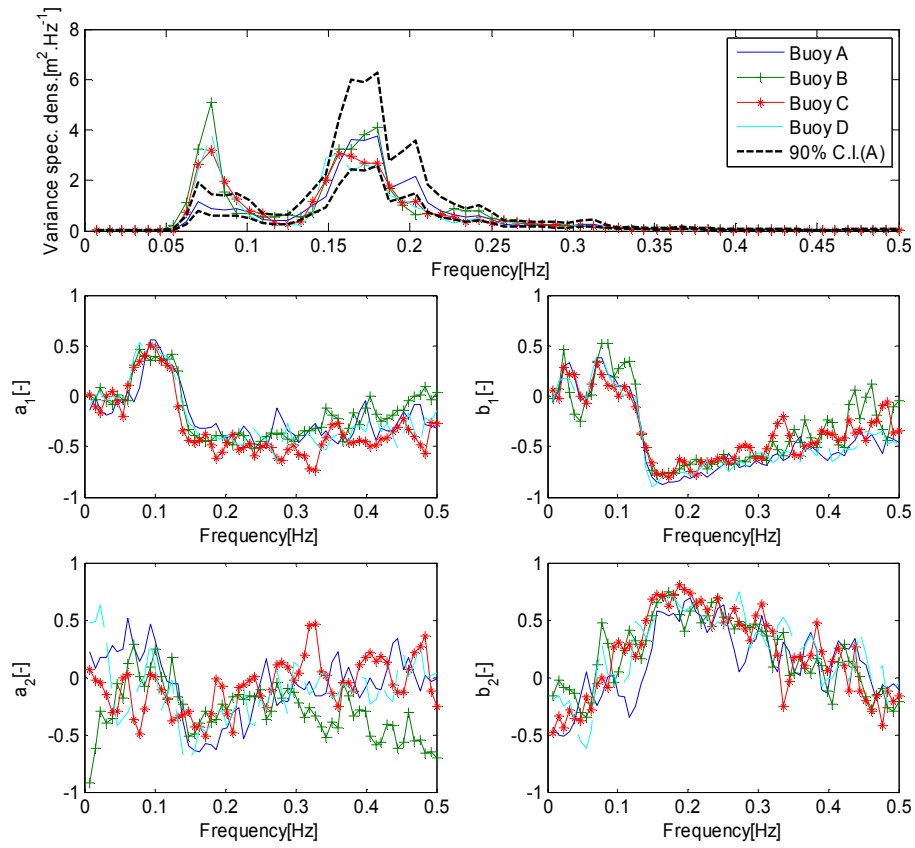 Variance spec. dens.[m².Hz⁻¹]
8
6
4
2
0
0 0.05 0.1 0.15 0.2 0.25 0.3 0.35 0.4 0.45 0.5
Frequency[Hz]
Buoy A
Buoy B
Buoy C
Buoy D
90% C.I.(A)
a₁[-]
1
0.5
0
-0.5
-1
0 0.1 0.2 0.3 0.4 0.5
Frequency[Hz]
b₁[-]
1
0.5
0
-0.5
-1
0 0.1 0.2 0.3 0.4 0.5
Frequency[Hz]
a₂[-]
1
0.5
0
-0.5
-1
0 0.1 0.2 0.3 0.4 0.5
Frequency[Hz]
b₂[-]
1
0.5
0
-0.5
-1
0 0.1 0.2 0.3 0.4 0.5
Frequency[Hz]